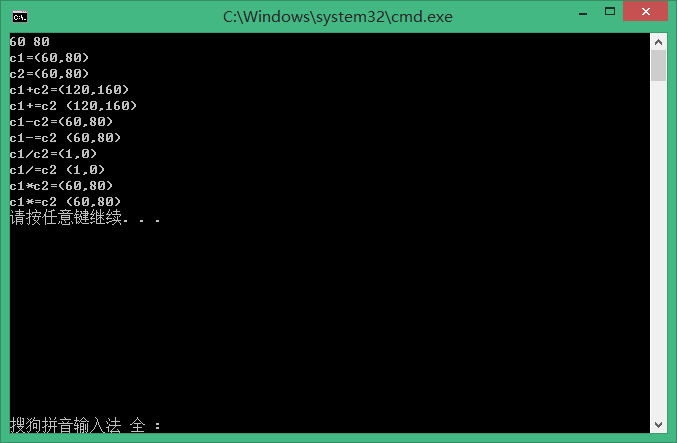 C:\Windows\system32\cmd.exe
60 80
c1=(60,80)
c2=(60,80)
c1+c2=(120,160)
c1+=c2 (120,160)
c1-c2=(60,80)
c1-=c2 (60,80)
c1/c2=(1,0)
c1/=c2 (1,0)
c1*c2=(60,80)
c1*=c2 (60,80)
请按任意键继续. . .
搜狗拼音输入法 全 :